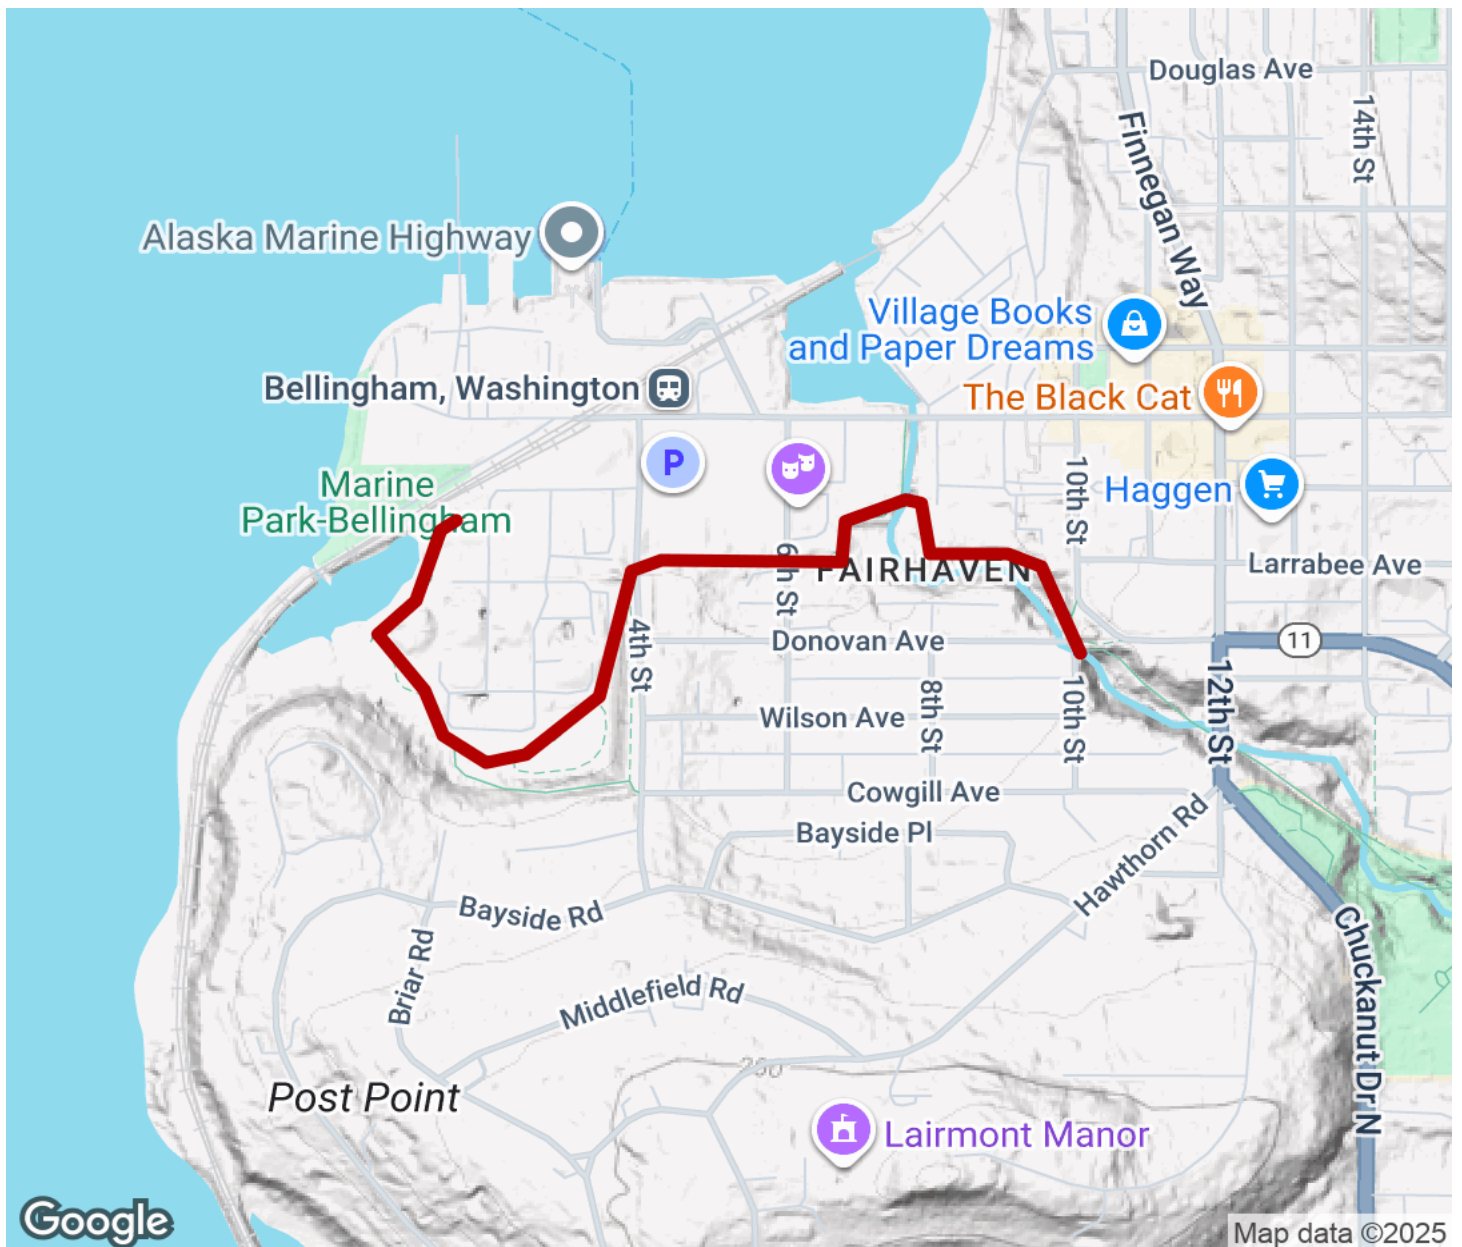 Douglas Ave
14th St
Finnegan Way
Alaska Marine Highway
Village Books
and Paper Dreams
Bellingham, Washington
The Black Cat
P
10th St
Haggen
Marine
Park-Bellingham
6th St
FAIRHAVEN
Larrabee Ave
4th St
Donovan Ave
11
8th St
10th St
12th St
Wilson Ave
Cowgill Ave
Bayside Pl
Hawthorn Rd
Bayside Rd
Briar Rd
Middlefield Rd
Chuckanut Dr N
200
Post Point
Lairmont Manor
Google
Map data ©2025